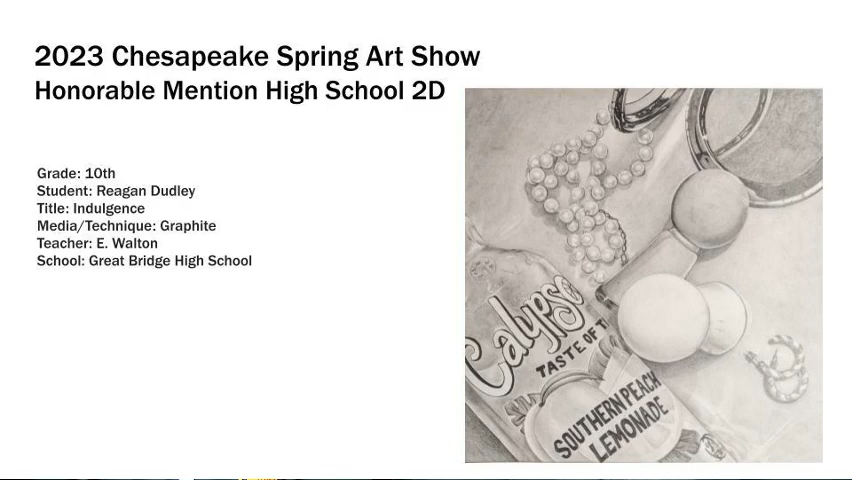 2023 Chesapeake Spring Art Show
Honorable Mention High School 2D
Grade: 10th
Student: Reagan Dudley
Title: Indulgence
Media/Technique: Graphite
Teacher: E. Walton
School: Great Bridge High School
Calypso
TASTE OF T
SOUTHERN PEACH
LEMONADE